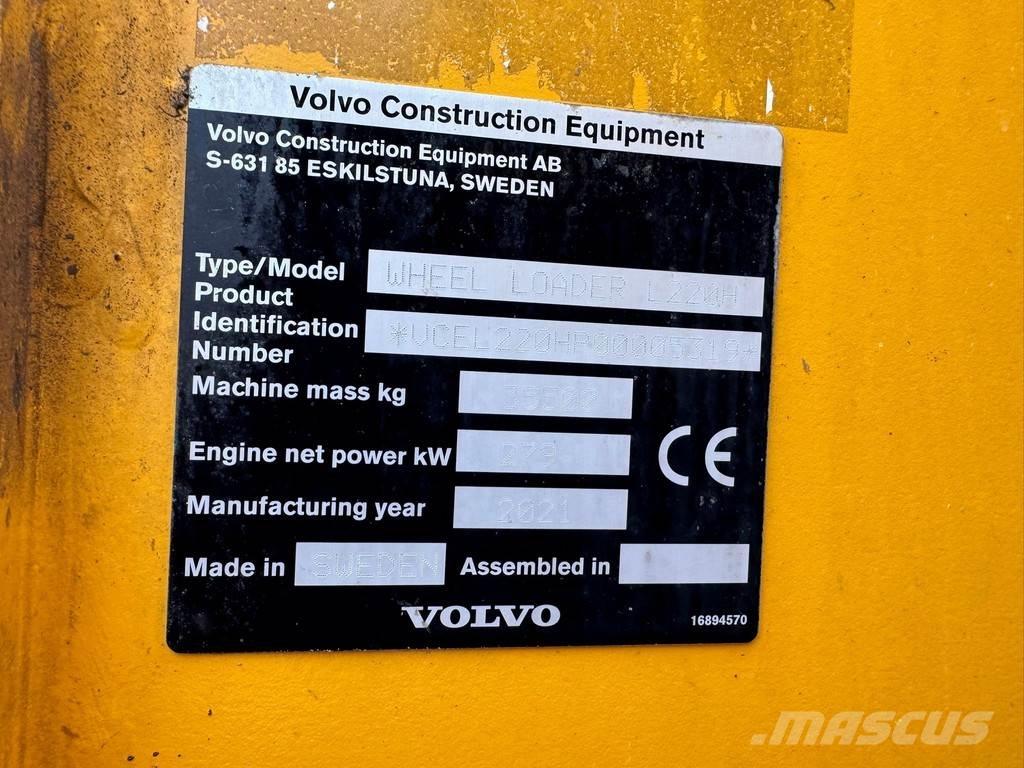 Volvo Construction Equipment
Volvo Construction Equipment AB
S-631 85 ESKILSTUNA, SWEDEN
Type/Model WHEEL LOADER L220H
Product
Identification
Number *VCEL220HP00005319*
Machine mass kg
Engine net power kW
Manufacturing year 2021
Made in SWEDEN Assembled in
VOLVO
16894570
MASCUS